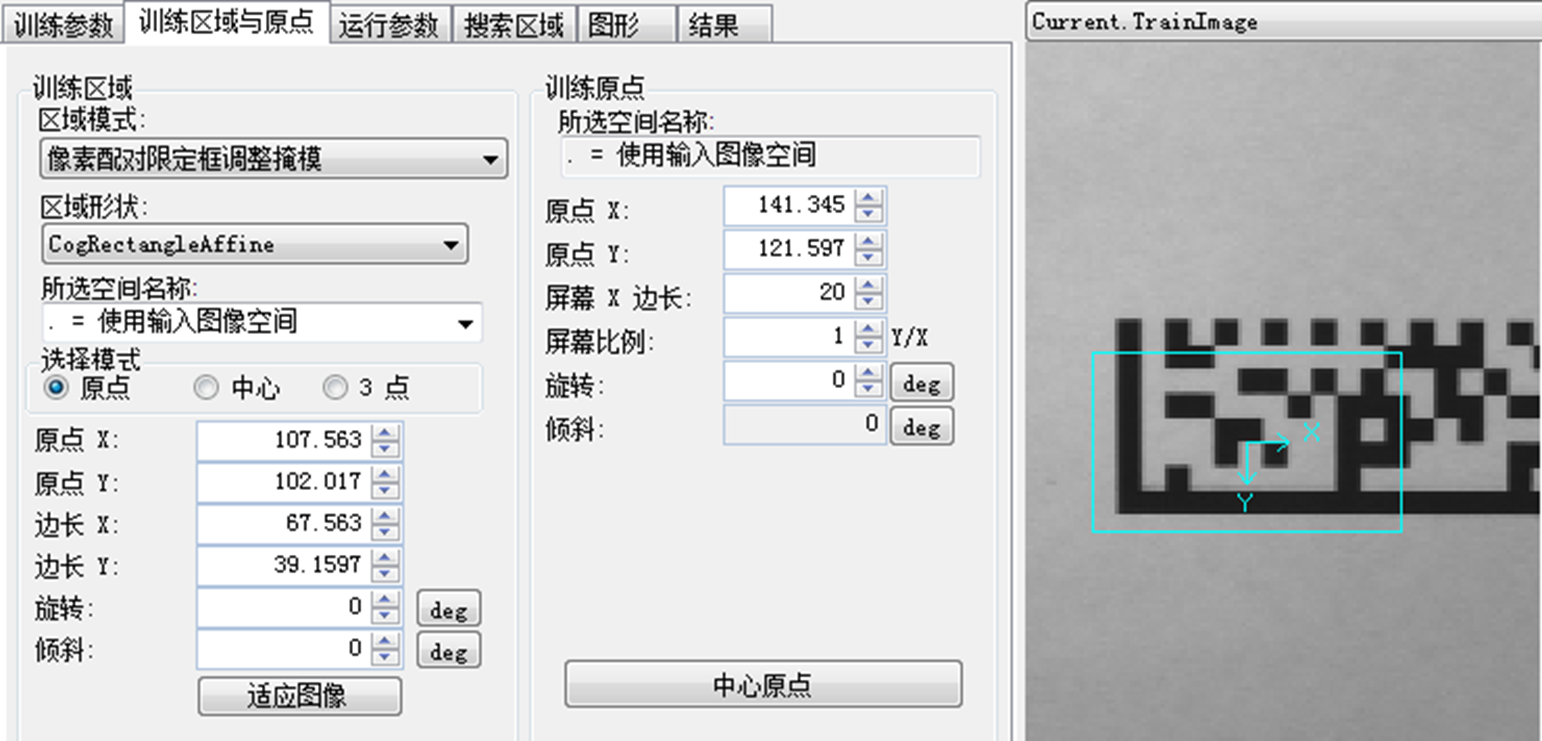 训练参数 训练区域与原点 运行参数 搜索区域 图形 结果
训练区域
区域模式:
像素配对限定框调整掩模
区域形状:
CogRectangleAffine
所选空间名称:
. = 使用输入图像空间
选择模式
原点 中心 3 点
原点 X: 107.563
原点 Y: 102.017
边长 X: 67.563
边长 Y: 39.1597
旋转: 0 deg
倾斜: 0 deg
适应图像
训练原点
所选空间名称:
. = 使用输入图像空间
原点 X: 141.345
原点 Y: 121.597
屏幕 X 边长: 20
屏幕比例: 1 Y/X
旋转: 0 deg
倾斜: 0 deg
中心原点
Current.TrainImage
X
Y